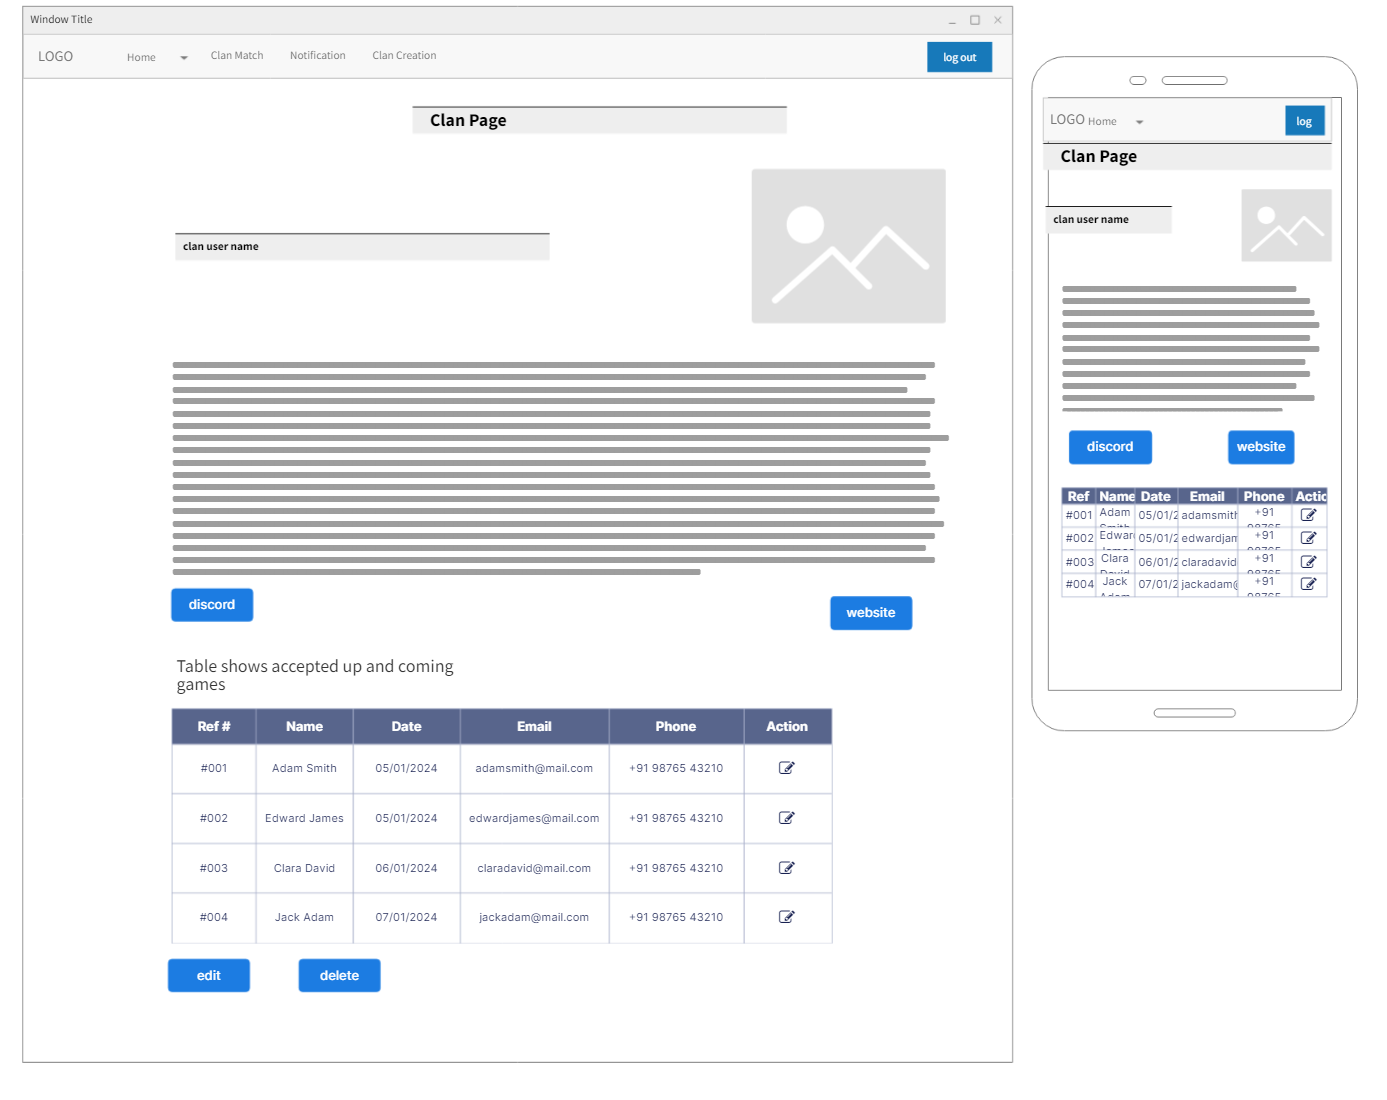 Window Title
LOGO Home Clan Match Notification Clan Creation log out
Clan Page
clan user name
discord
website
Table shows accepted up and coming
games
Ref # Name Date Email Phone Action
#001 Adam Smith 05/01/2024 adamsmith@mail.com +91 98765 43210
#002 Edward James 05/01/2024 edwardjames@mail.com +91 98765 43210
#003 Clara David 06/01/2024 claradavid@mail.com +91 98765 43210
#004 Jack Adam 07/01/2024 jackadam@mail.com +91 98765 43210
edit delete
LOGO Home log
Clan Page
clan user name
discord website
Ref Name Date Email Phone Actic
#001 Adam 05/01/2 adamsmith +91
Smith 98765
#002 Edwar 05/01/2 edwardjam +91
James 98765
#003 Clara 06/01/2 claradavid +91
David 98765
#004 Jack 07/01/2 jackadam@ +91
Adam 98765